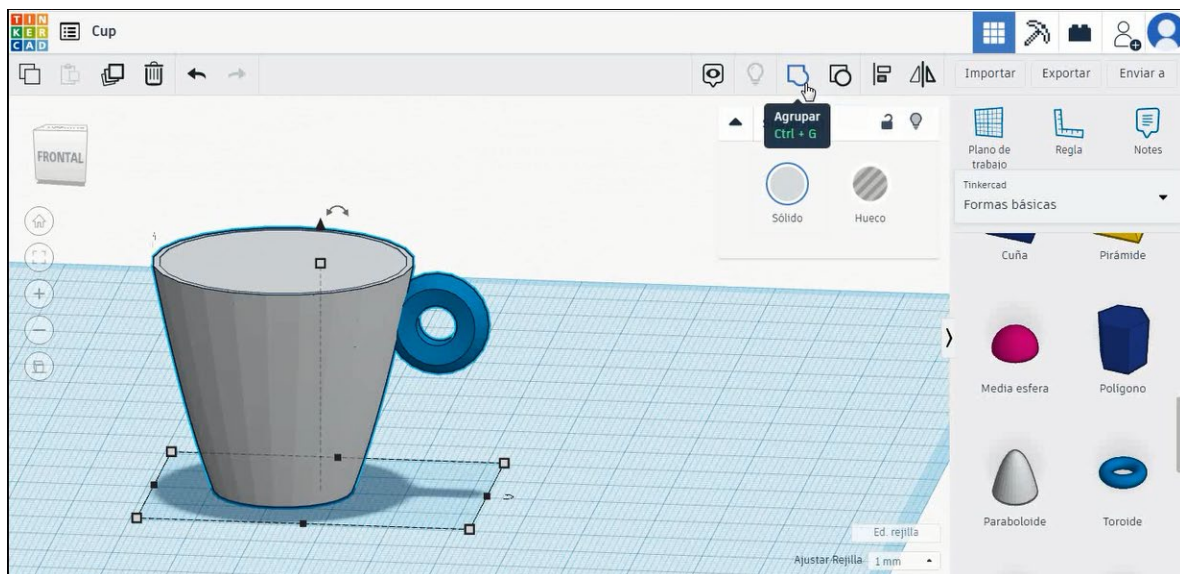 TIN
KER
CAD
Cup
Importar
Exportar
Enviar a
Agrupar
Ctrl + G
FRONTAL
Plano de
trabajo
Regla
Notes
Tinkercad
Formas básicas
Sólido
Hueco
Cuña
Pirámide
Media esfera
Polígono
Paraboloide
Toroide
Ed. rejilla
Ajustar Rejilla
1 mm